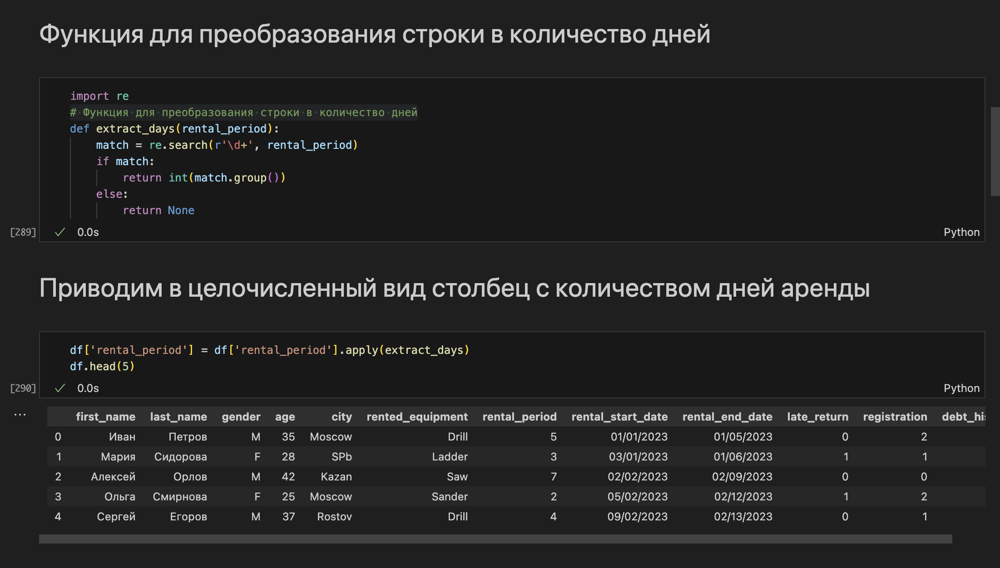 Функция для преобразования строки в количество дней
import re
# Функция для преобразования строки в количество дней
def extract_days(rental_period):
    match = re.search(r'\d+', rental_period)
    if match:
        return int(match.group())
    else:
        return None
[289] ✓ 0.0s Python
Приводим в целочисленный вид столбец с количеством дней аренды
df['rental_period'] = df['rental_period'].apply(extract_days)
df.head(5)
[290] ✓ 0.0s Python
... first_name last_name gender age city rented_equipment rental_period rental_start_date rental_end_date late_return registration debt_his
0 Иван Петров M 35 Moscow Drill 5 01/01/2023 01/05/2023 0 2
1 Мария Сидорова F 28 SPb Ladder 3 03/01/2023 01/06/2023 1 1
2 Алексей Орлов M 42 Kazan Saw 7 02/02/2023 02/09/2023 0 0
3 Ольга Смирнова F 25 Moscow Sander 2 05/02/2023 02/12/2023 1 2
4 Сергей Егоров M 37 Rostov Drill 4 09/02/2023 02/13/2023 0 1